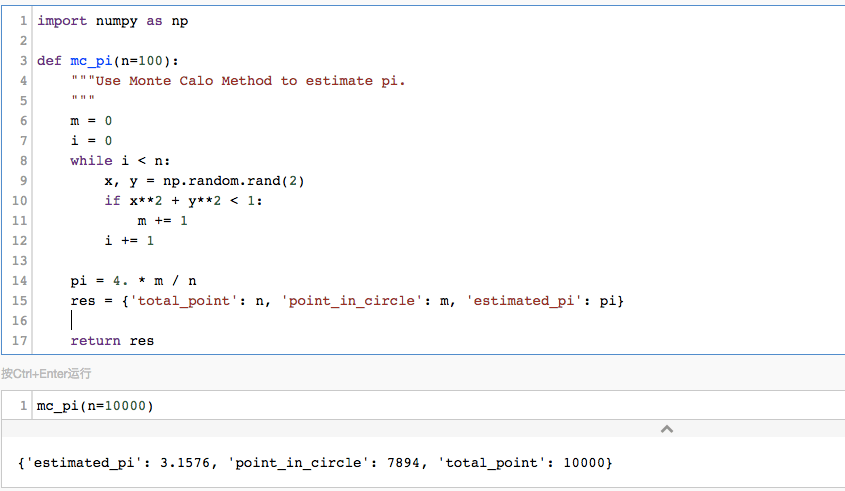 1 import numpy as np
2
3 def mc_pi(n=100):
4     """Use Monte Calo Method to estimate pi.
5     """
6     m = 0
7     i = 0
8     while i < n:
9         x, y = np.random.rand(2)
10         if x**2 + y**2 < 1:
11             m += 1
12         i += 1
13
14     pi = 4. * m / n
15     res = {'total_point': n, 'point_in_circle': m, 'estimated_pi': pi}
16
17     return res
按Ctrl+Enter运行
1 mc_pi(n=10000)
{'estimated_pi': 3.1576, 'point_in_circle': 7894, 'total_point': 10000}